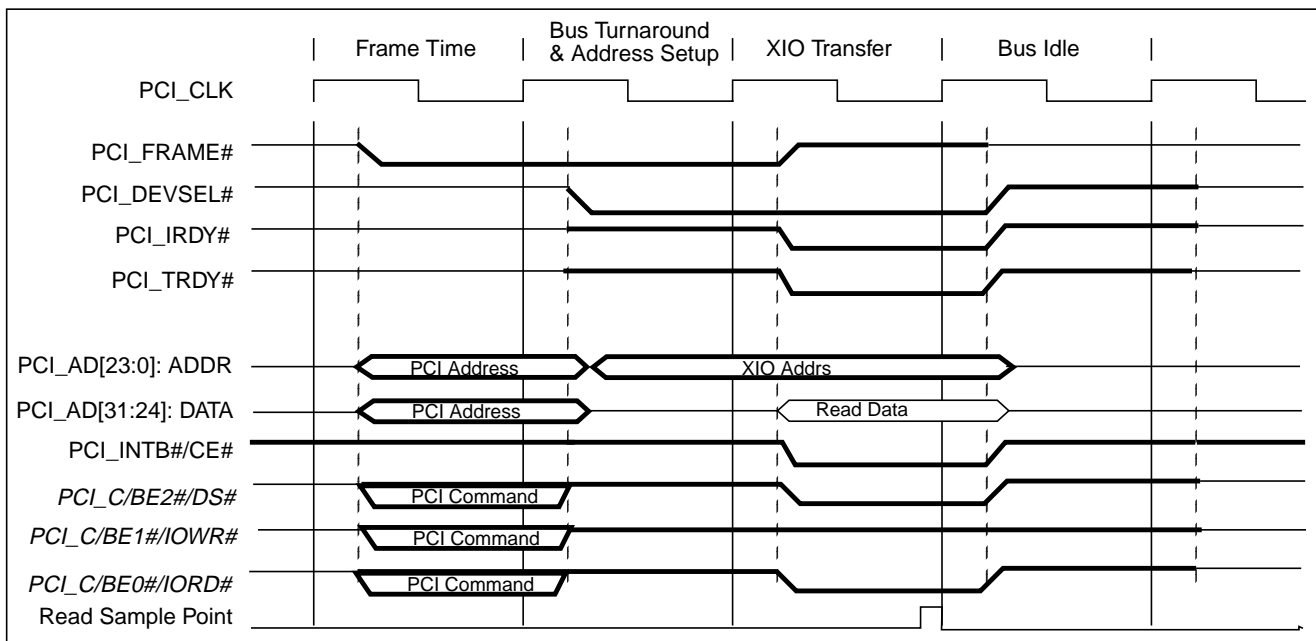 | Frame Time | Bus Turnaround & Address Setup | XIO Transfer | Bus Idle |
PCI_CLK
PCI_FRAME#
PCI_DEVSEL#
PCI_IRDY#
PCI_TRDY#
PCI_AD[23:0]: ADDR PCI Address XIO Addrs
PCI_AD[31:24]: DATA PCI Address Read Data
PCI_INTB#/CE#
PCI_C/BE2#/DS# PCI Command
PCI_C/BE1#/IOWR# PCI Command
PCI_C/BE0#/IORD# PCI Command
Read Sample Point